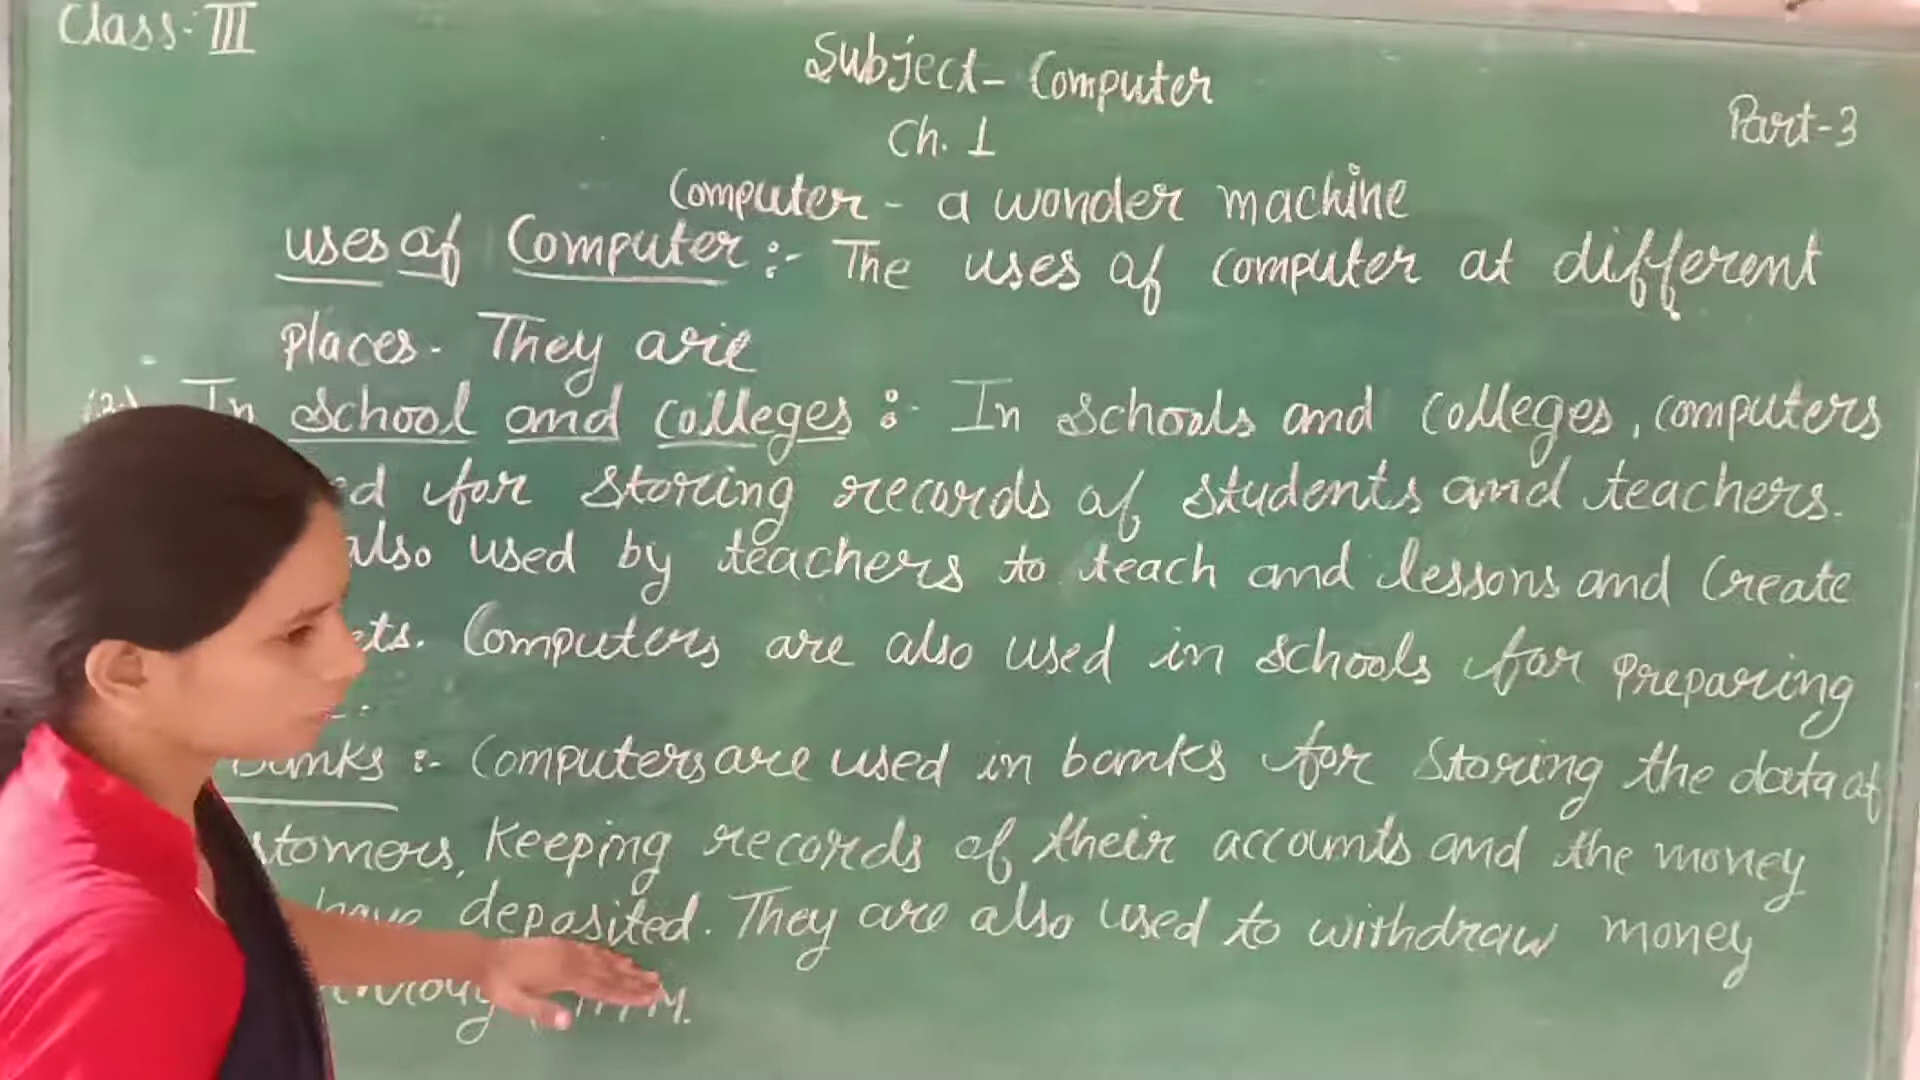 Class:- III
Subject- Computer
Part-3
Ch. 1
Computer - a wonder machine
uses of Computer :- The uses of computer at different
places. They are
(2) In school and colleges :- In schools and colleges, computers
for storing records of students and teachers.
also used by teachers to teach and lessons and create
Computers are also used in schools for preparing
Banks :- Computers are used in banks for storing the data of
keeping records of their accounts and the money
have deposited. They are also used to withdraw money